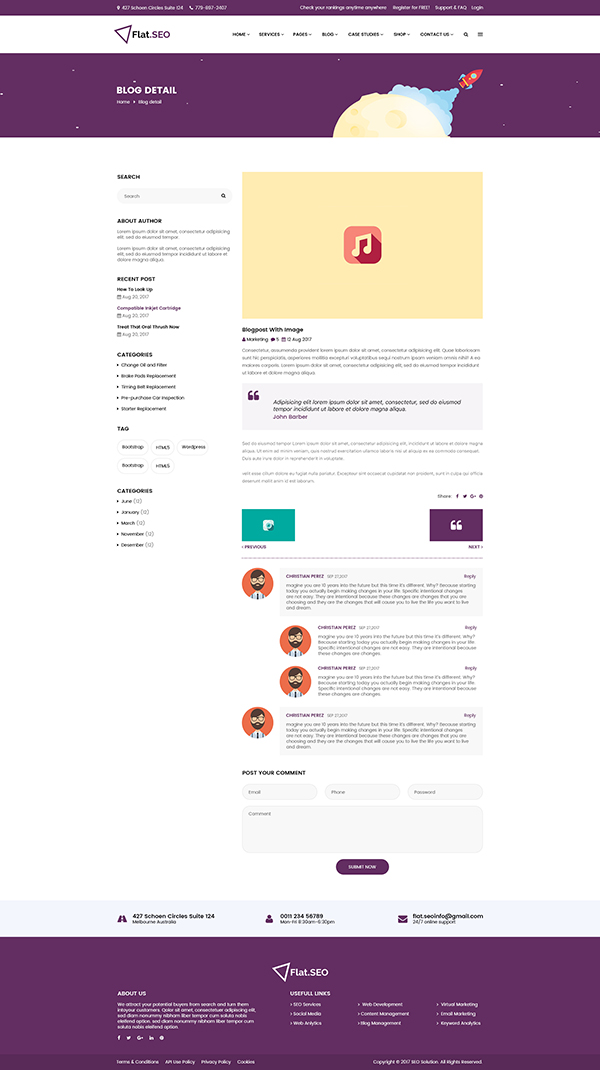 427 Schoen Circles Suite 124 779-897-2407 Check your rankings anytime anywhere Register for FREE! Support & FAQ Login
Flat.SEO HOME SERVICES PAGES BLOG CASE STUDIES SHOP CONTACT US
BLOG DETAIL
Home Blog detail
SEARCH
Search
ABOUT AUTHOR
Lorem ipsum dolor sit amet, consectetur adipisicing
elit, sed do eiusmod tempor.
Lorem ipsum dolor sit amet, consectetur adipisicing
elit, sed do eiusmod tempor incididunt ut labore et
dolore magna aliqua.
RECENT POST
How To Look Up
Aug 20, 2017
Compatible Inkjet Cartridge
Aug 20, 2017
Treat That Oral Thrush Now
Aug 20, 2017
CATEGORIES
Change Oil and Filter
Brake Pads Replacement
Timing Belt Replacement
Pre-purchase Car Inspection
Starter Replacement
TAG
Bootstrap HTML5 Wordpress
Bootstrap HTML5
CATEGORIES
June (12)
January (12)
March (12)
November (12)
Desember (12)
Blogpost With Image
Marketing 5 12 Aug 2017
Consectetur, assumenda provident lorem ipsum dolor sit amet, consectetur adipisicing elit. Quae laboriosam
sunt hic perspiciatis, asperiores mollitia excepturi voluptatibus sequi nostrum ipsam veniam omnis nihil! A ea
maiores corporis. Lorem ipsum dolor sit amet, consectetur adipisicing elit, sed do eiusmod tempor incididunt
ut labore et dolore magna aliqua.
Adipisicing elit lorem ipsum dolor sit amet, consectetur, sed do eiusmod
tempor incididunt ut labore et dolore magna aliqua.
John Barber
Sed do eiusmod tempor Lorem ipsum dolor sit amet, consectetur adipisicing elit, incididunt ut labore et dolore magna
aliqua. Ut enim ad minim veniam, quis nostrud exercitation ullamco laboris nisi ut aliquip ex ea commodo consequat.
Duis aute irure dolor in reprehenderit in voluptate.
velit esse cillum dolore eu fugiat nulla pariatur. Excepteur sint occaecat cupidatat non proident, sunt in culpa qui officia
deserunt mollit anim id est laborum.
Share:
PREVIOUS NEXT
CHRISTIAN PEREZ SEP 27,2017 Reply
Imagine you are 10 years into the future but this time it's different. Why? Because starting
today you actually begin making changes in your life. Specific intentional changes
are not easy. They are intentional because these changes are changes that you are
choosing and they are the changes that will cause you to live the life you want to live
and dream.
CHRISTIAN PEREZ SEP 27,2017 Reply
Imagine you are 10 years into the future but this time it's different. Why?
Because starting today you actually begin making changes in your life.
Specific intentional changes are not easy. They are intentional because
these changes are changes.
CHRISTIAN PEREZ SEP 27,2017 Reply
Imagine you are 10 years into the future but this time it's different. Why?
Because starting today you actually begin making changes in your life.
Specific intentional changes are not easy. They are intentional because
these changes are changes.
CHRISTIAN PEREZ SEP 27,2017 Reply
Imagine you are 10 years into the future but this time it's different. Why? Because starting
today you actually begin making changes in your life. Specific intentional changes
are not easy. They are intentional because these changes are changes that you are
choosing and they are the changes that will cause you to live the life you want to live
and dream.
POST YOUR COMMENT
Email Phone Password
Comment
SUBMIT NOW
427 Schoen Circles Suite 124 0011 234 56789 flat.seoinfo@gmail.com
Melbourne Australia Mon-Fri 8:30am-6:30pm 24/7 online support
Flat.SEO
ABOUT US
We attract your potential buyers from search and turn them
intoyour customers. Qolor sit amet, consectetuer adipiscing
elit, sed diam nonummy nibham liber tempor cum soluta nobis
eleifend option. sed diam nonummy nibham liber tempor cum
soluta nobis eleifend option.
USEFULL LINKS
SEO Services Web Development Virtual Marketing
Social Media Content Management Email Marketing
Web Anlytics Blog Management Keyword Analytics
Terms & Conditions API Use Policy Privacy Policy Cookies Copyright © 2017 SEO Solution. All Rights Reserved.